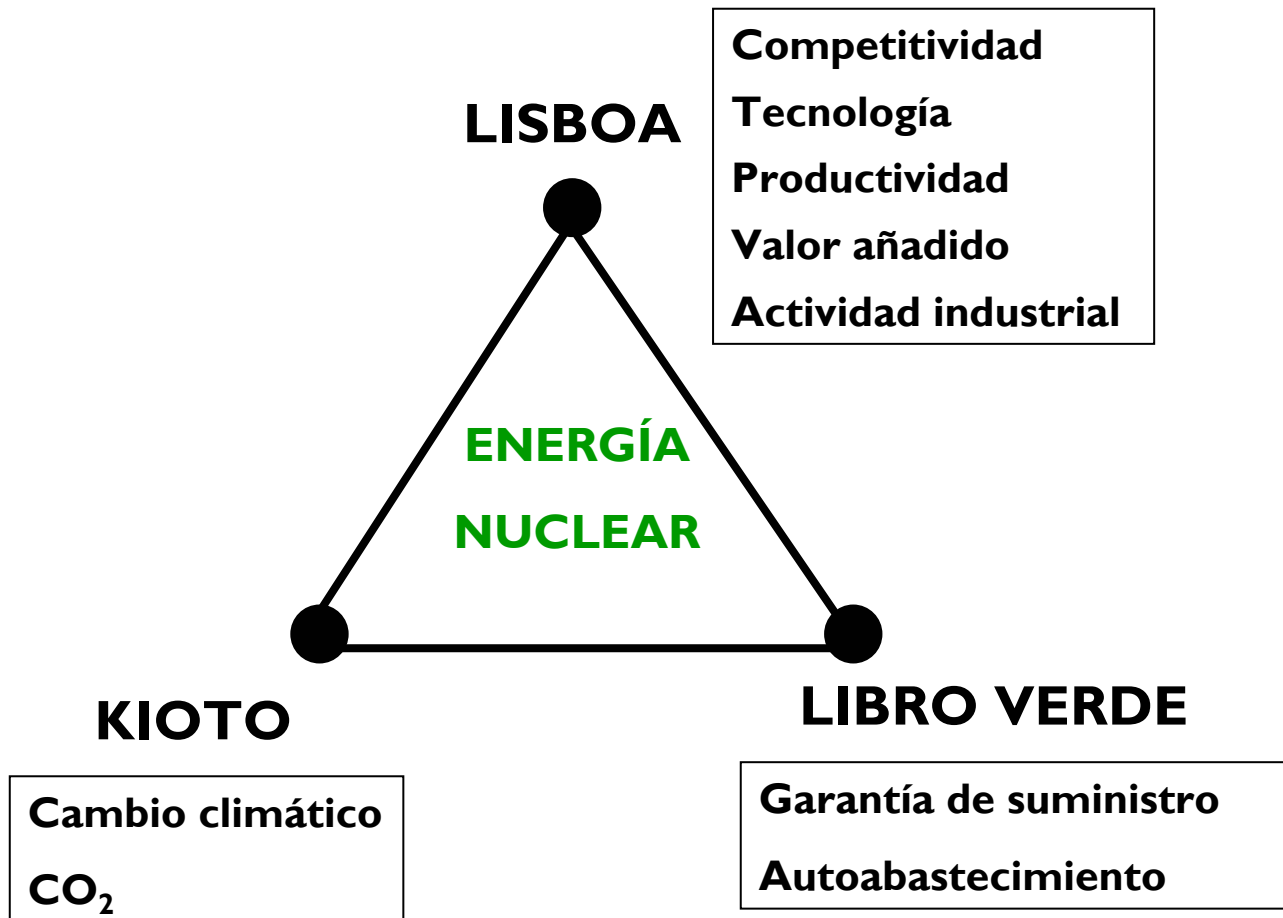 LISBOA
Competitividad
Tecnología
Productividad
Valor añadido
Actividad industrial
ENERGÍA
NUCLEAR
KIOTO
Cambio climático
CO₂
LIBRO VERDE
Garantía de suministro
Autoabastecimiento